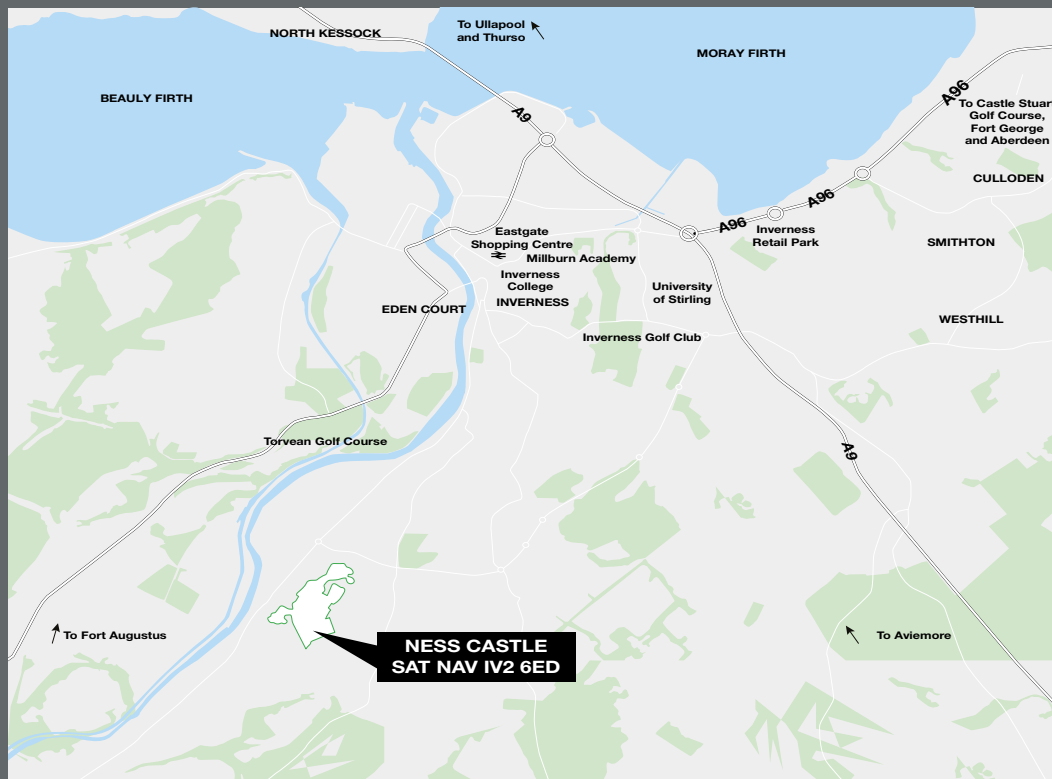 NORTH KESSOCK
To Ullapool
and Thurso
MORAY FIRTH
BEAULY FIRTH
A9
A96
To Castle Stuar
Golf Course,
Fort George
and Aberdeen
CULLODEN
A96
A96
Inverness
Retail Park
SMITHTON
Eastgate
Shopping Centre
Millburn Academy
Inverness
College
INVERNESS
University
of Stirling
EDEN COURT
WESTHILL
Inverness Golf Club
Torvean Golf Course
A9
To Fort Augustus
To Aviemore
NESS CASTLE
SAT NAV IV2 6ED